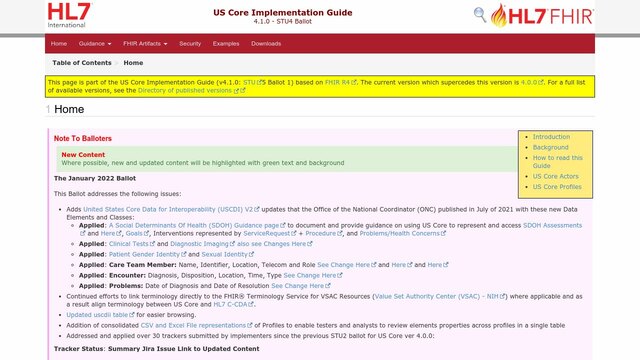 HL7
International
US Core Implementation Guide
4.1.0 - STU4 Ballot
HL7 FHIR
Home Guidance FHIR Artifacts Security Examples Downloads
Table of Contents > Home
This page is part of the US Core Implementation Guide (v4.1.0: STU 5 Ballot 1) based on FHIR R4. The current version which supercedes this version is 4.0.0. For a full list
of available versions, see the Directory of published versions
1 Home
Note To Balloters
New Content
Where possible, new and updated content will be highlighted with green text and background
Introduction
Background
How to read this
Guide
US Core Actors
US Core Profiles
The January 2022 Ballot
This Ballot addresses the following issues:
Adds United States Core Data for Interoperability (USCDI) V2 updates that the Office of the National Coordinator (ONC) published in July of 2021 with these new Data
Elements and Classes:
Applied: A Social Determinants Of Health (SDOH) Guidance page to document and provide guidance on using US Core to represent and access SDOH Assessments
and Here, Goals, Interventions represented by ServiceRequest + Procedure, and Problems/Health Concerns
Applied: Clinical Tests and Diagnostic Imaging also see Changes Here
Applied: Patient Gender Identity and Sexual Identity
Applied: Care Team Member: Name, Identifier, Location, Telecom and Role See Change Here and Here and Here
Applied: Encounter: Diagnosis, Disposition, Location, Time, Type See Change Here
Applied: Problems: Date of Diagnosis and Date of Resolution See Change Here
Continued efforts to link terminology directly to the FHIR® Terminology Service for VSAC Resources (Value Set Authority Center (VSAC) - NIH) where applicable and as
a result align terminology between US Core and HL7 C-CDA.
Updated uscdii table for easier browsing.
Addition of consolidated CSV and Excel File representations of Profiles to enable testers and analysts to review elements properties across profiles in a single table
Addressed and applied over 30 trackers submitted by implementers since the previous STU2 ballot for US Core ver 4.0.0:
Tracker Status: Summary Jira Issue Link to Updated Content